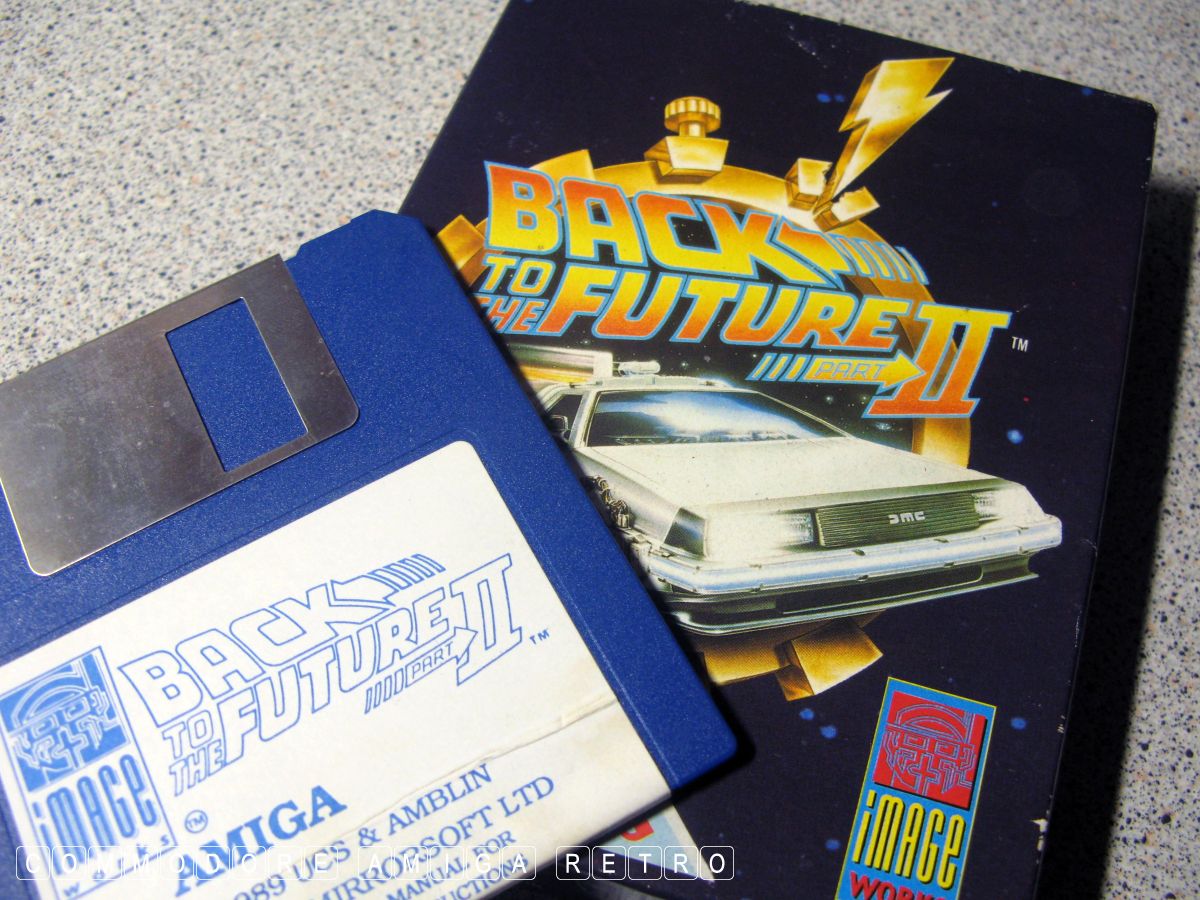 BACK
TO
THE FUTURE
PART II ™
DMC
IMAGE
WORKS
BACK
TO
THE FUTURE
PART II ™
IMAGE
AMIGA
& AMBLIN
MIRRORSOFT LTD
MANUAL FOR
COMMODORE AMIGA RETRO